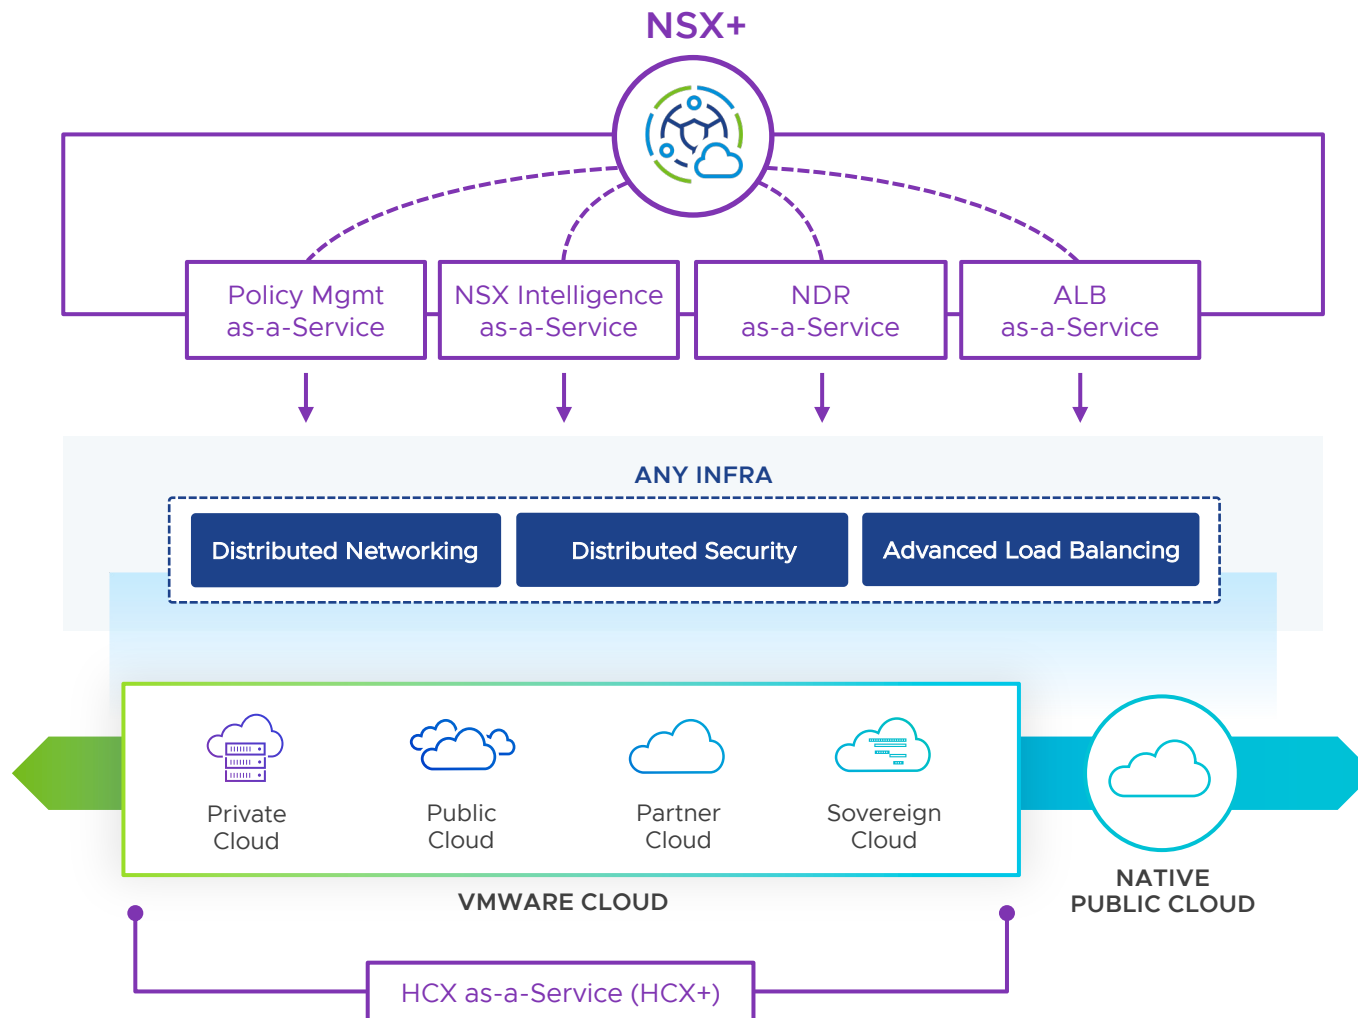 NSX+
Policy Mgmt
as-a-Service
NSX Intelligence
as-a-Service
NDR
as-a-Service
ALB
as-a-Service
ANY INFRA
Distributed Networking
Distributed Security
Advanced Load Balancing
Private
Cloud
Public
Cloud
Partner
Cloud
Sovereign
Cloud
VMWARE CLOUD
NATIVE
PUBLIC CLOUD
HCX as-a-Service (HCX+)